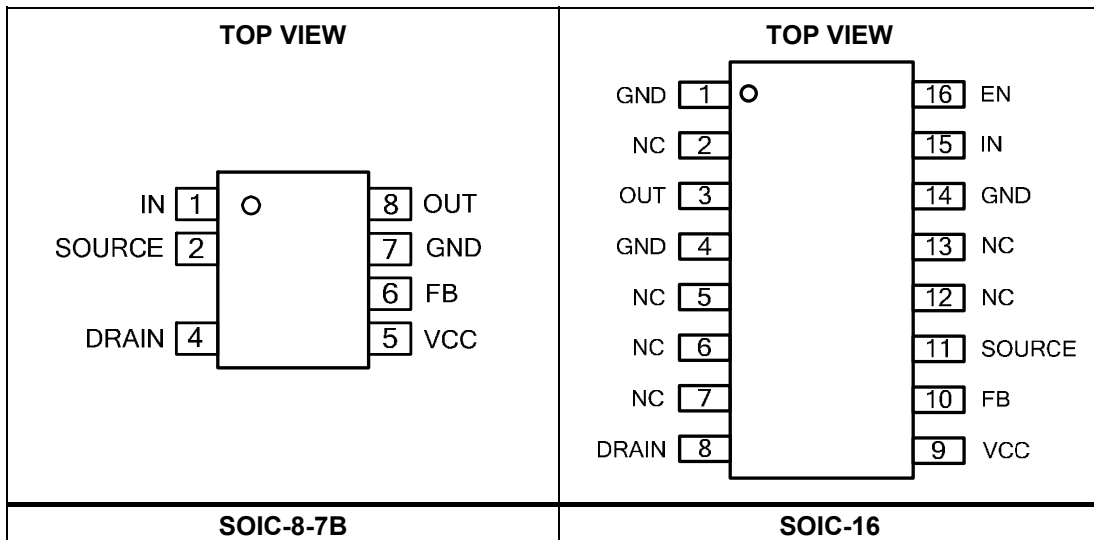 TOP VIEW
IN 1 8 OUT
SOURCE 2 7 GND
6 FB
DRAIN 4 5 VCC
SOIC-8-7B
TOP VIEW
GND 1 16 EN
NC 2 15 IN
OUT 3 14 GND
GND 4 13 NC
NC 5 12 NC
NC 6 11 SOURCE
NC 7 10 FB
DRAIN 8 9 VCC
SOIC-16